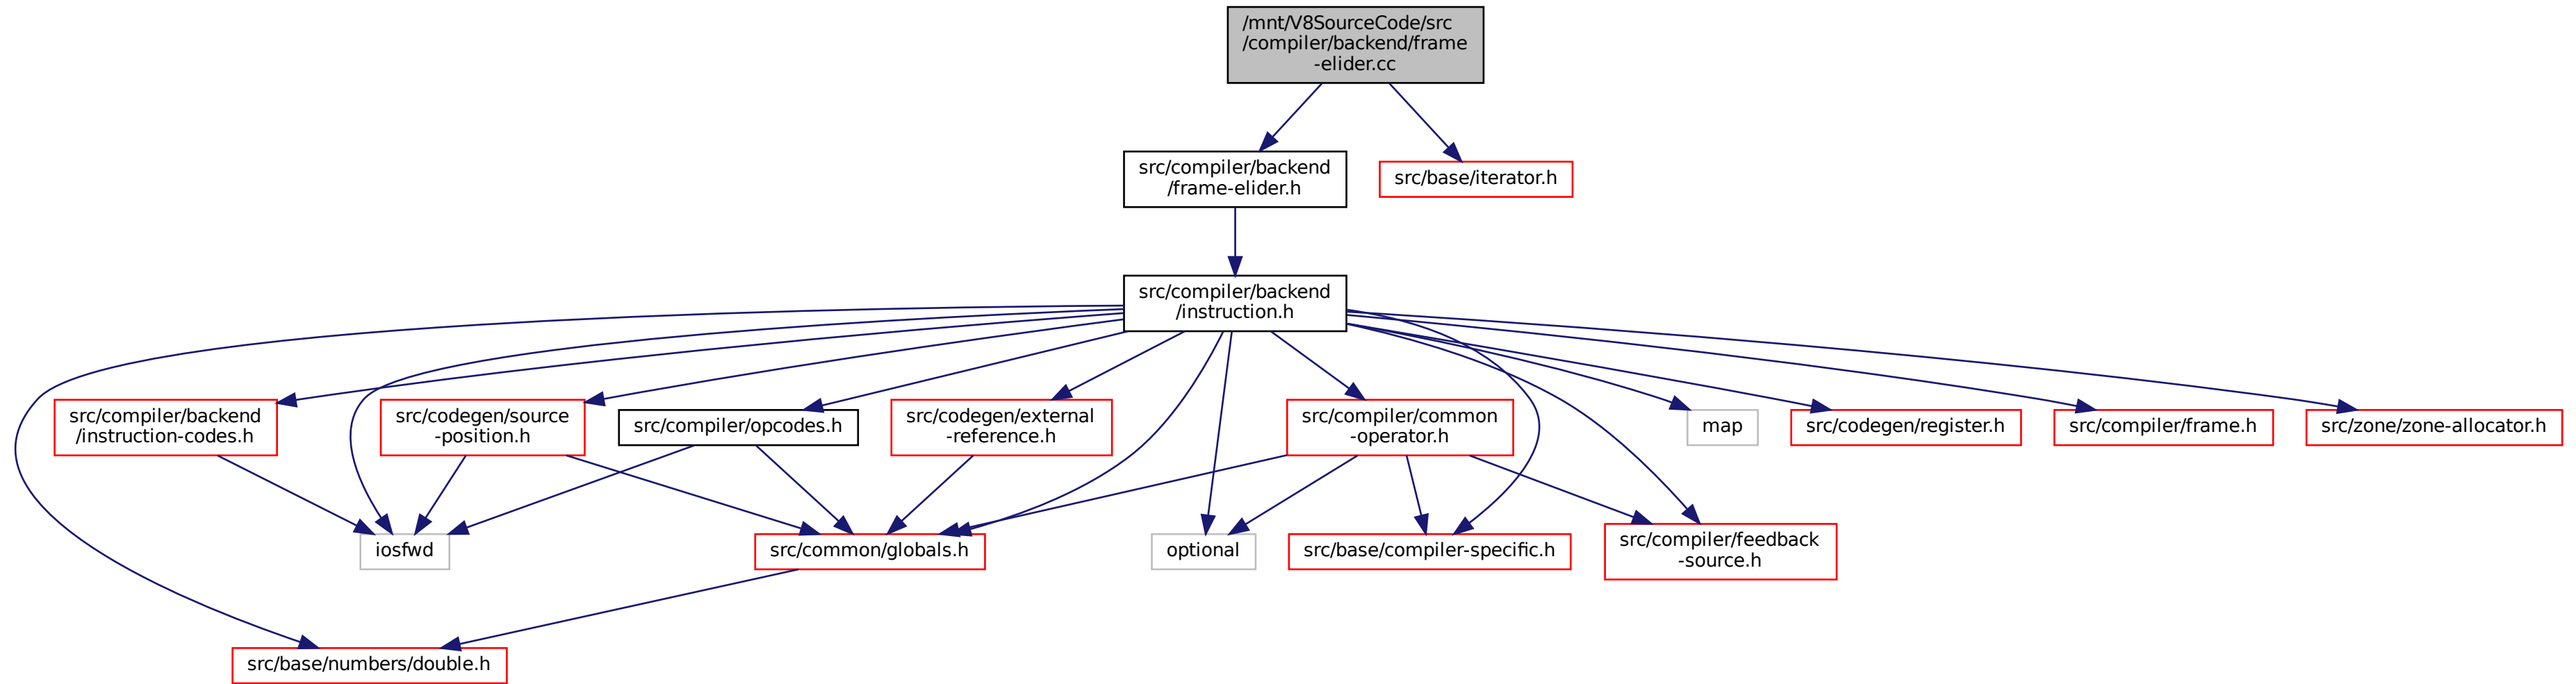 /mnt/V8SourceCode/src
/compiler/backend/frame
-elider.cc
src/compiler/backend
/frame-elider.h
src/base/iterator.h
src/compiler/backend
/instruction.h
src/compiler/backend
/instruction-codes.h
src/codegen/source
-position.h
src/compiler/opcodes.h
src/codegen/external
-reference.h
src/compiler/common
-operator.h
map
src/codegen/register.h
src/compiler/frame.h
src/zone/zone-allocator.h
iosfwd
src/common/globals.h
optional
src/base/compiler-specific.h
src/compiler/feedback
-source.h
src/base/numbers/double.h